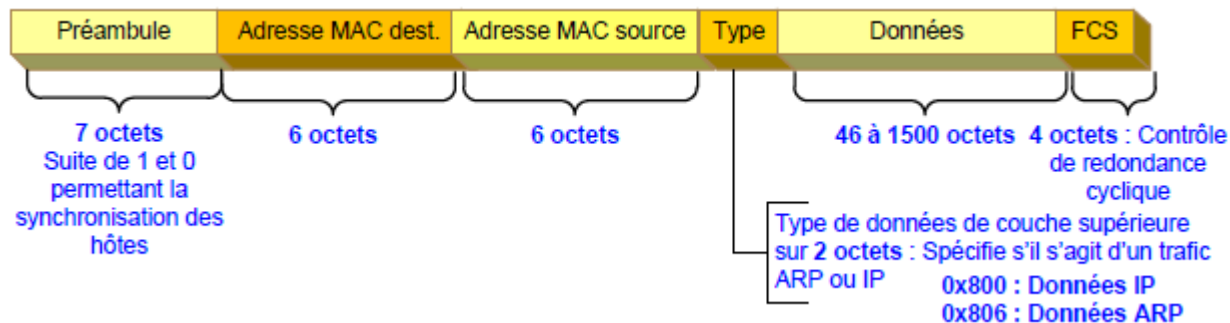 Préambule
Adresse MAC dest.
Adresse MAC source
Type
Données
FCS
7 octets
Suite de 1 et 0
permettant la
synchronisation des
hôtes
6 octets
6 octets
46 à 1500 octets
4 octets : Contrôle
de redondance
cyclique
Type de données de couche supérieure
sur 2 octets : Spécifie s'il s'agit d'un trafic
ARP ou IP
0x800 : Données IP
0x806 : Données ARP